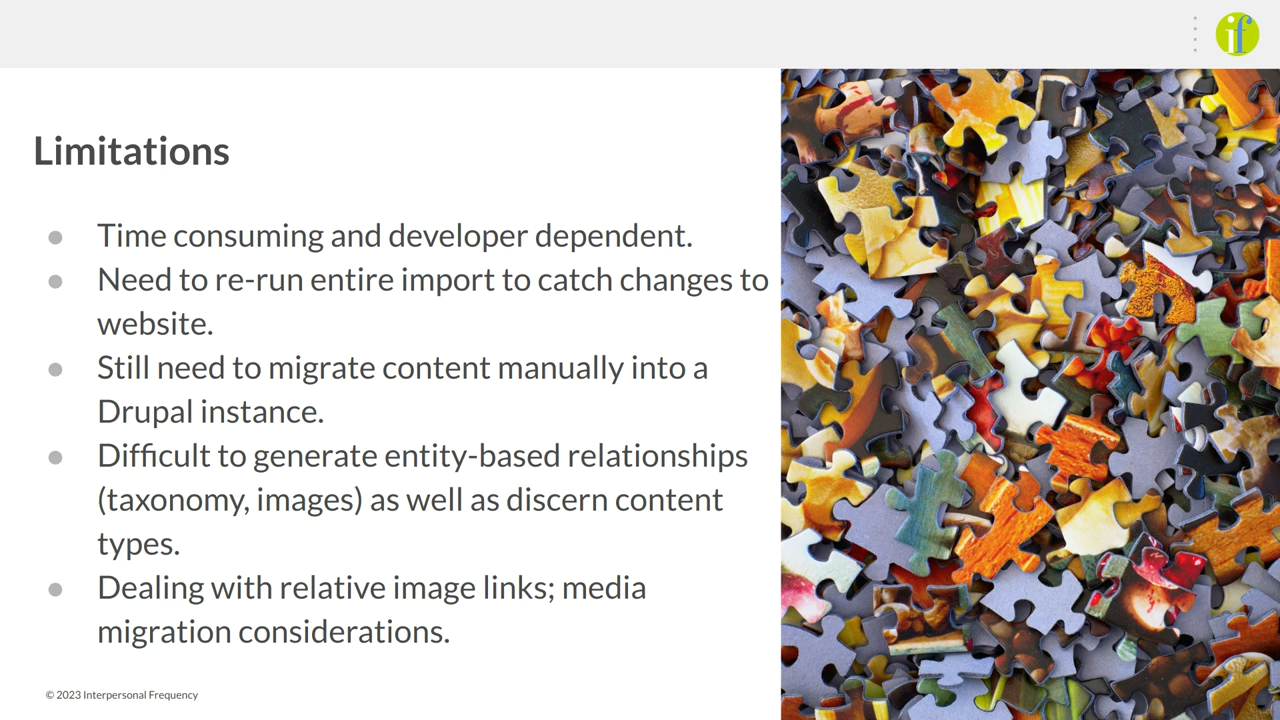 if
Limitations
● Time consuming and developer dependent.
● Need to re-run entire import to catch changes to
website.
● Still need to migrate content manually into a
Drupal instance.
● Difficult to generate entity-based relationships
(taxonomy, images) as well as discern content
types.
● Dealing with relative image links; media
migration considerations.
© 2023 Interpersonal Frequency